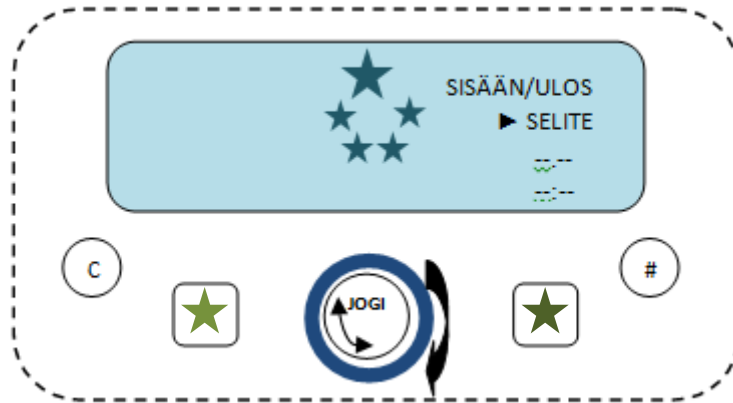 SISÄÄN/ULOS
► SELITE
--.--
--:--
C
#
JOGI